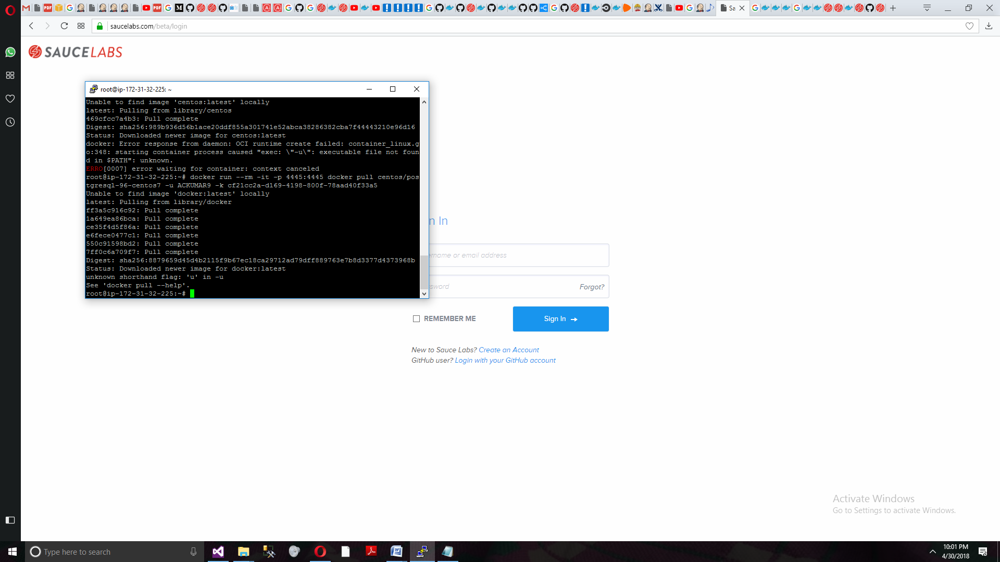 PDF
PDF
M
Sa
saucelabs.com/beta/login
SAUCELABS
root@ip-172-31-32-225: ~
Unable to find image 'centos:latest' locally
latest: Pulling from library/centos
469cfcc7a4b3: Pull complete
Digest: sha256:989b936d56b1ace20ddf855a301741e52abca38286382cba7f44443210e96d16
Status: Downloaded newer image for centos:latest
docker: Error response from daemon: OCI runtime create failed: container_linux.g
o:348: starting container process caused "exec: \"-u\": executable file not foun
d in $PATH": unknown.
ERRO[0007] error waiting for container: context canceled
root@ip-172-31-32-225:~# docker run --rm -it -p 4445:4445 docker pull centos/pos
tgresql-96-centos7 -u ACKUMAR9 -k cf21cc2a-d169-4198-800f-78aad40f33a5
Unable to find image 'docker:latest' locally
latest: Pulling from library/docker
ff3a5c916c92: Pull complete
1a649ea86bca: Pull complete
ce35f4d5f86a: Pull complete
e6fece0477c1: Pull complete
550c91598bd2: Pull complete
7ff0c6a709f7: Pull complete
Digest: sha256:8879659d45d4b2115f9b67ec18ca29712ad79dff889763e7b8d3377d4373968b
Status: Downloaded newer image for docker:latest
unknown shorthand flag: 'u' in -u
See 'docker pull --help'.
root@ip-172-31-32-225:~#
n In
rname or email address
sword
Forgot?
REMEMBER ME
Sign In
New to Sauce Labs? Create an Account
GitHub user? Login with your GitHub account
Activate Windows
Go to Settings to activate Windows.
Type here to search
10:01 PM
4/30/2018